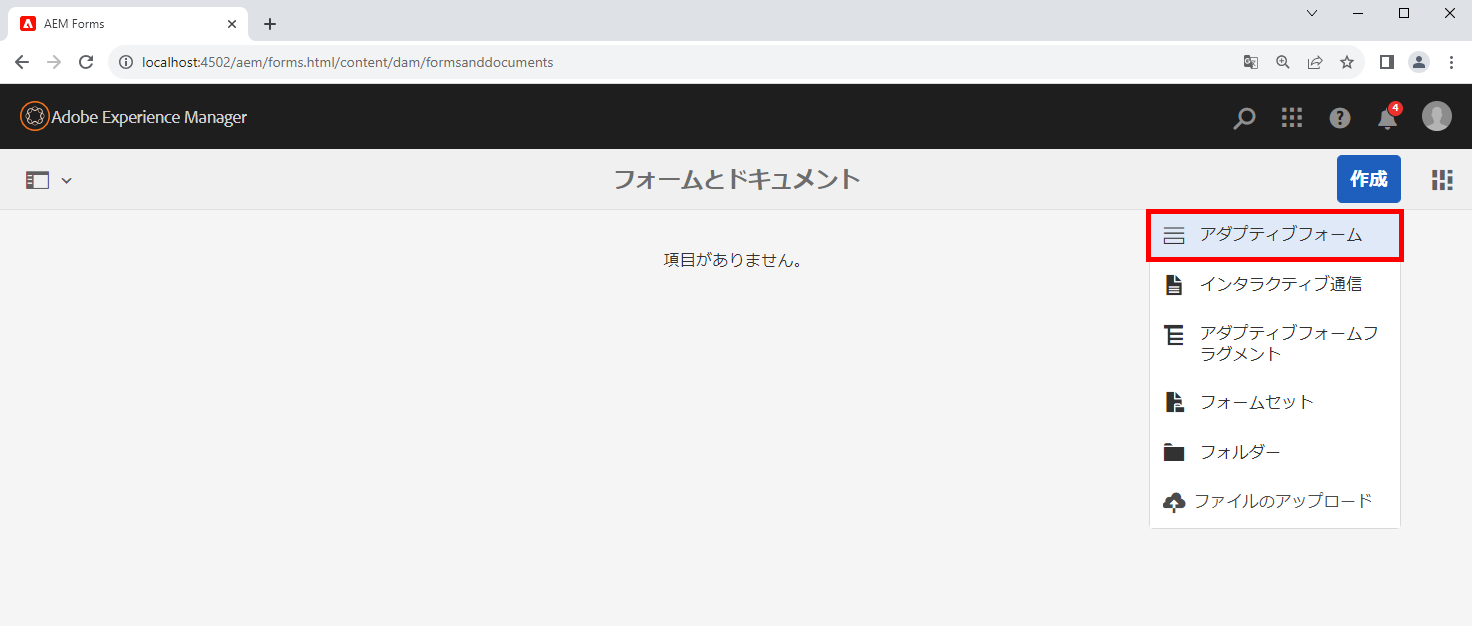 AEM Forms
localhost:4502/aem/forms.html/content/dam/formsanddocuments
Adobe Experience Manager
4
フォームとドキュメント
作成
項目がありません。
アダプティブフォーム
インタラクティブ通信
アダプティブフォームフ
ラグメント
フォームセット
フォルダー
ファイルのアップロード